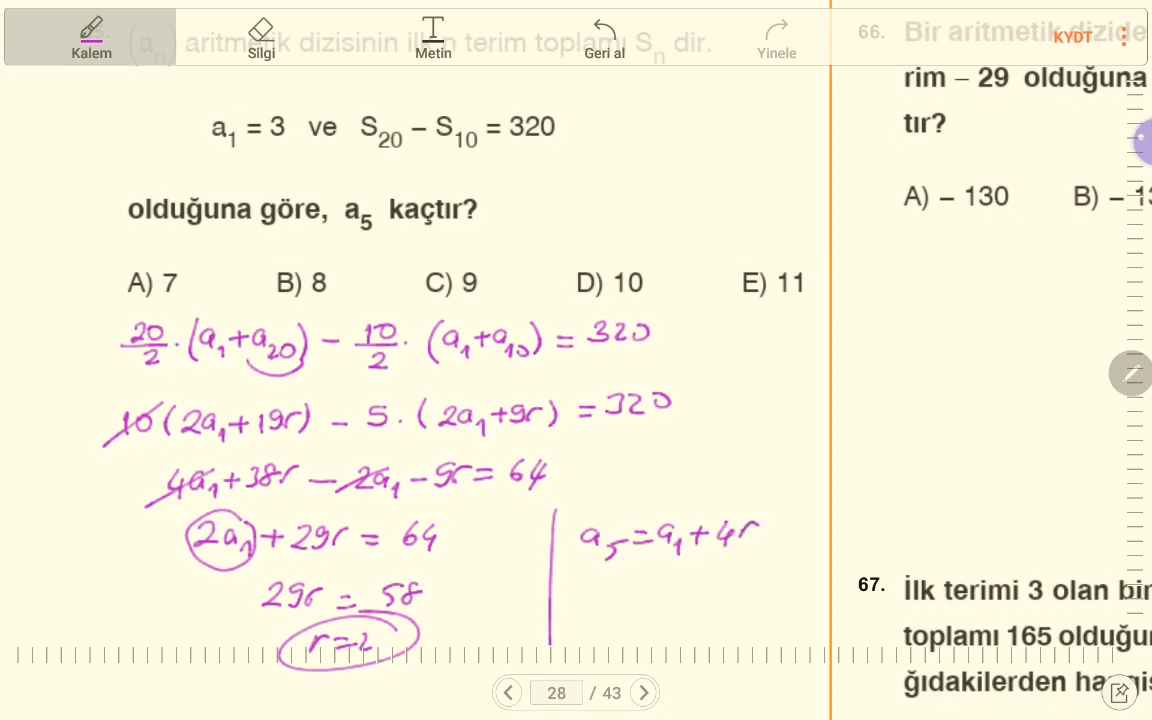 Kalem
Silgi
Metin
Geri al
Yinele
KYDT
(aₙ) aritmetik dizisinin ilk n terim toplamı Sₙ dir.
a₁ = 3 ve S₂₀ − S₁₀ = 320
olduğuna göre, a₅ kaçtır?
A) 7 B) 8 C) 9 D) 10 E) 11
20/2 · (a₁+a₂₀) − 10/2 · (a₁+a₁₀) = 320
10(2a₁+19r) − 5 · (2a₁+9r) = 320
4a₁+38r − 2a₁ − 9r = 64
2a₁+29r = 64
29r = 58
r=2
a₅=a₁+4r
66. Bir aritmetik dizide
rim − 29 olduğuna
tır?
A) − 130 B) − 13
67. İlk terimi 3 olan bir
toplamı 165 olduğu
ğıdakilerden
28 / 43